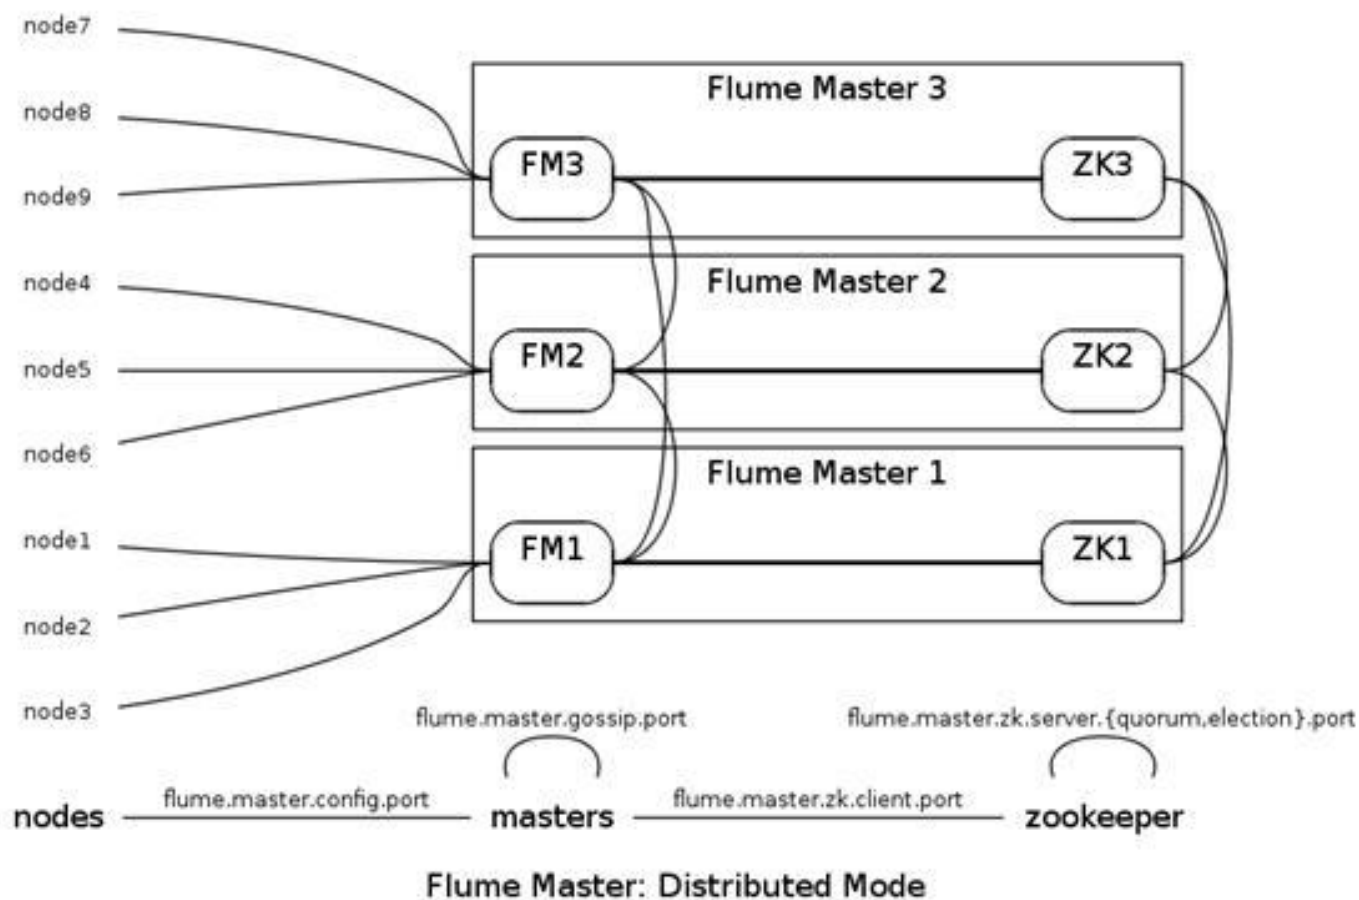 node7
Flume Master 3
node8
FM3
ZK3
node9
node4
Flume Master 2
FM2
ZK2
node5
node6
Flume Master 1
node1
FM1
ZK1
node2
node3
flume.master.gossip.port
flume.master.zk.server.{quorum,election}.port
flume.master.config.port
flume.master.zk.client.port
nodes
masters
zookeeper
Flume Master: Distributed Mode